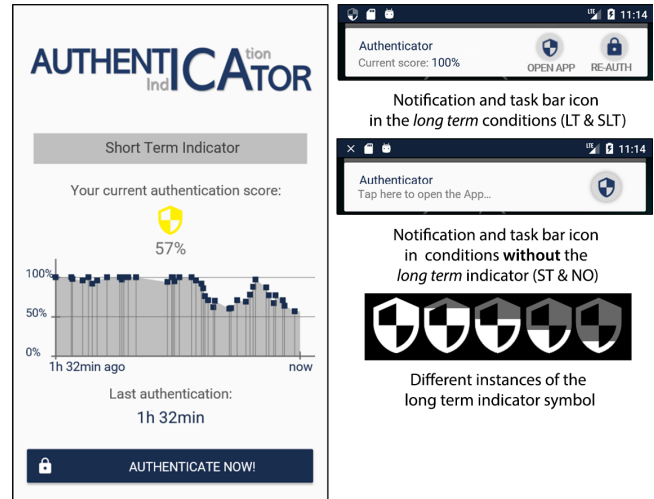 AUTHENTICAtion
IndICATOR
Short Term Indicator
Your current authentication score:
57%
100%
50%
0%
1h 32min ago
now
Last authentication:
1h 32min
AUTHENTICATE NOW!
LTE 11:14
Authenticator
Current score: 100%
OPEN APP
RE-AUTH
Notification and task bar icon
in the long term conditions (LT & SLT)
LTE 11:14
Authenticator
Tap here to open the App...
Notification and task bar icon
in conditions without the
long term indicator (ST & NO)
Different instances of the
long term indicator symbol